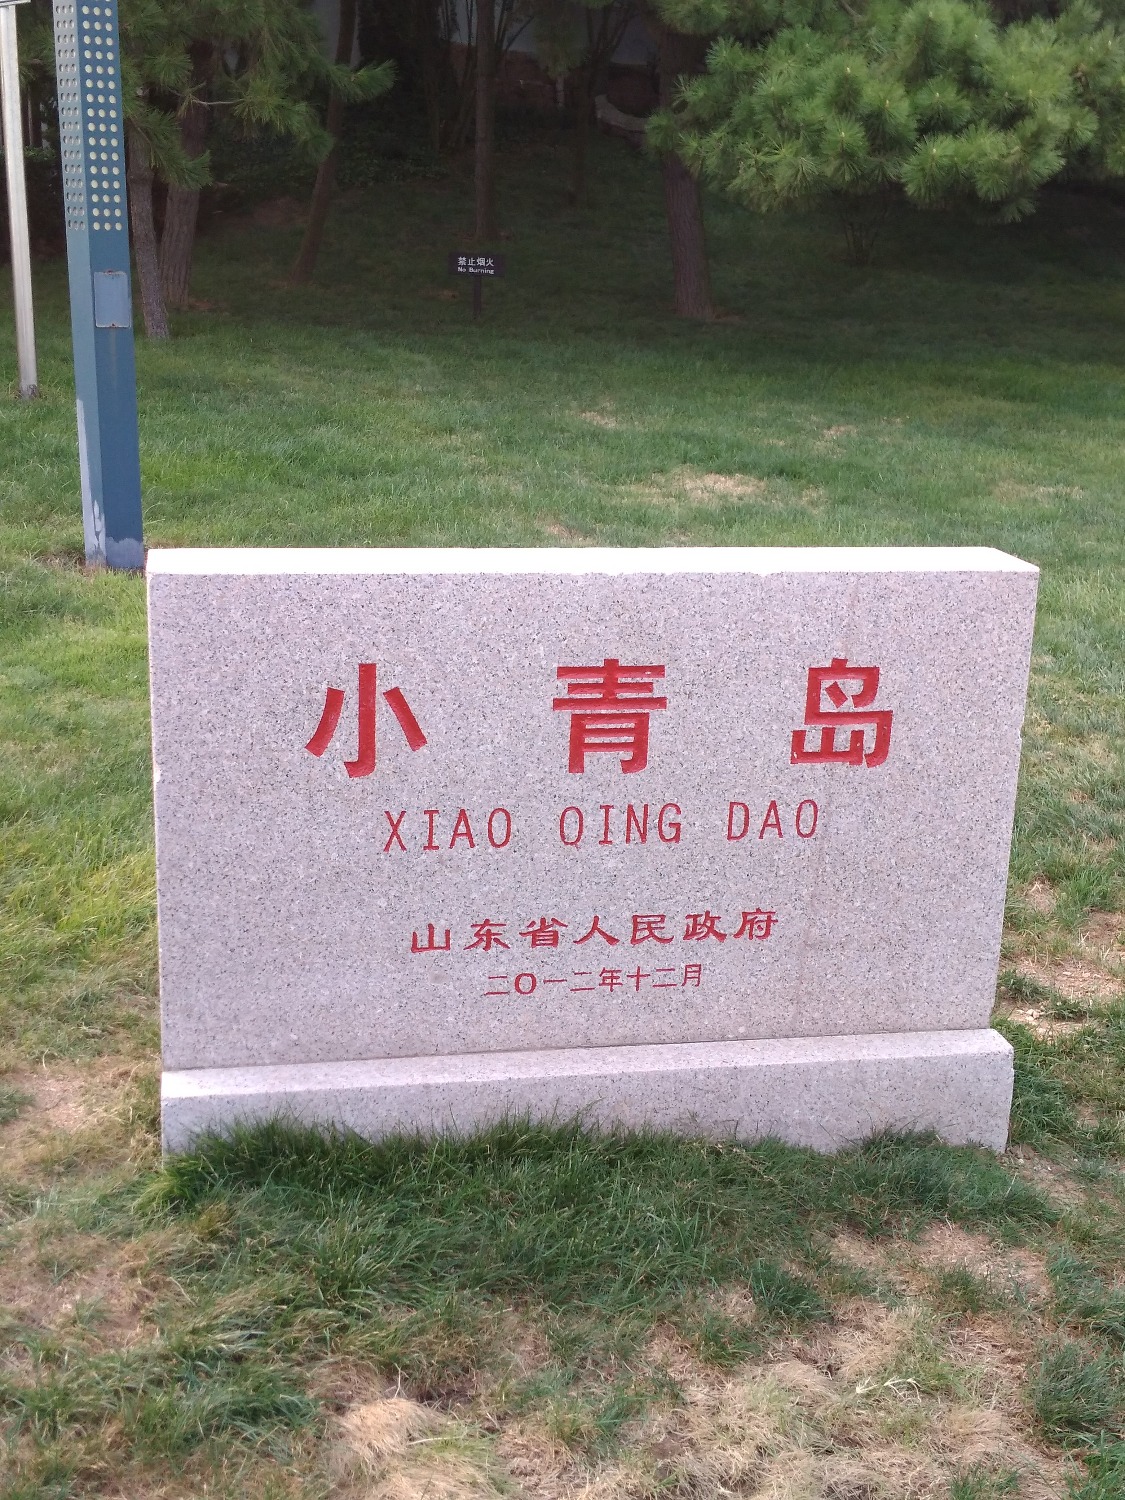 禁止烟火
No Burning
小青岛
XIAO QING DAO
山东省人民政府
二〇一二年十二月